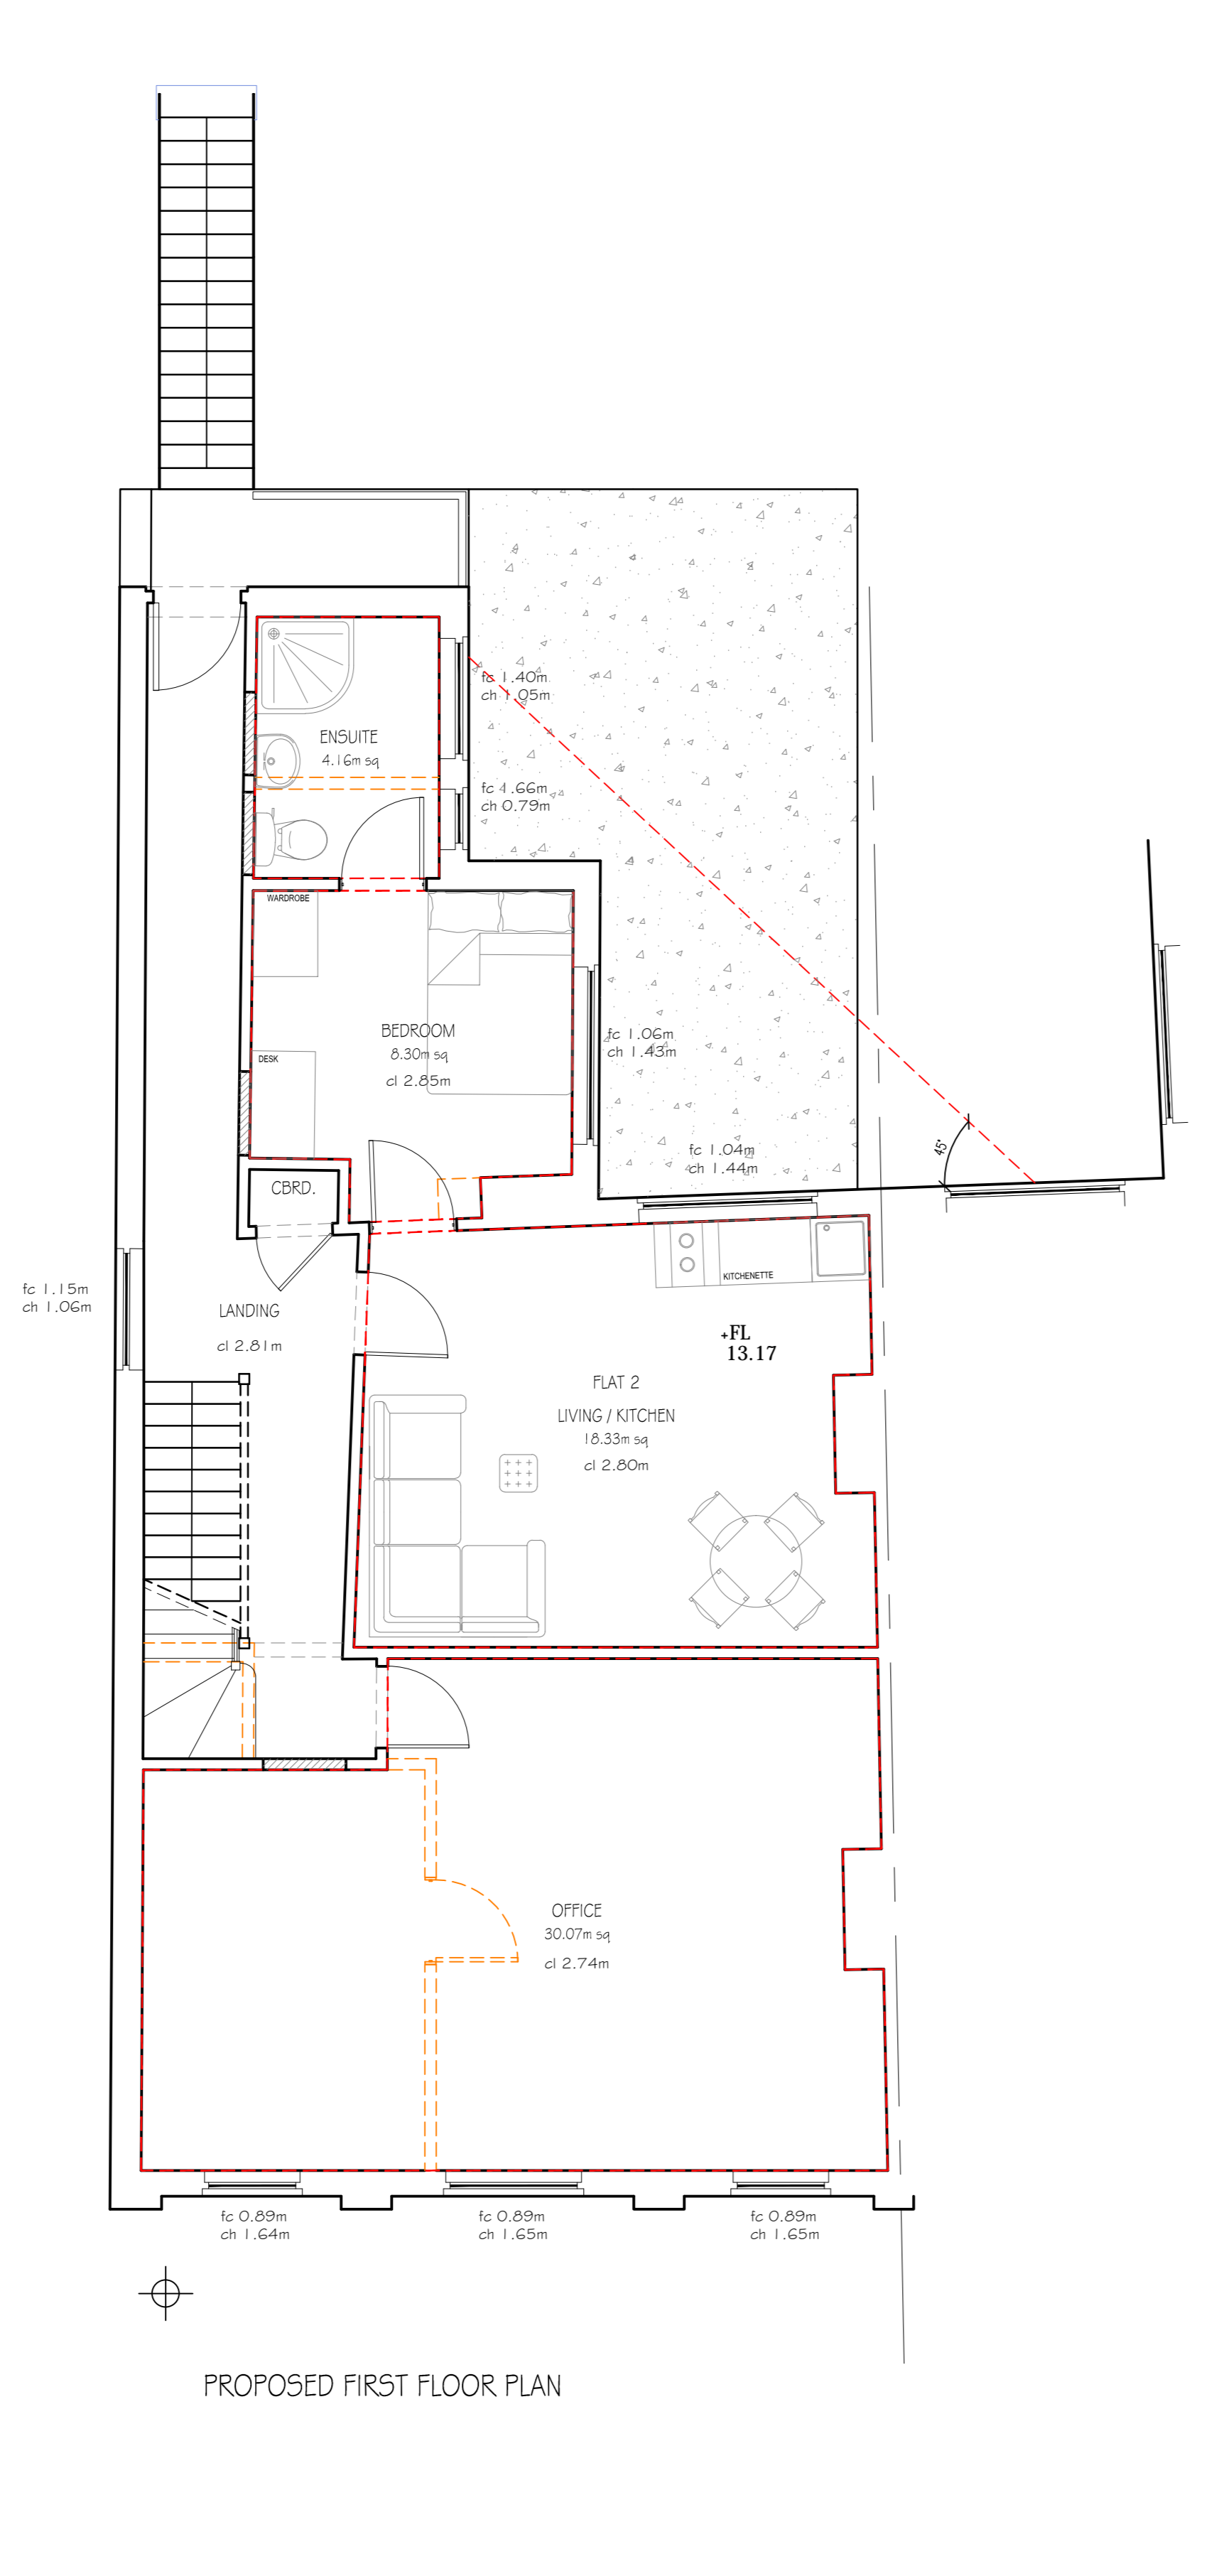 fc 1.40m
ch 1.05m
ENSUITE
4.16m sq
fc 1.66m
ch 0.79m
WARDROBE
BEDROOM
8.30m sq
cl 2.85m
DESK
fc 1.06m
ch 1.43m
fc 1.04m
ch 1.44m
45°
CBRD.
KITCHENETTE
fc 1.15m
ch 1.06m
LANDING
cl 2.81m
+FL
13.17
FLAT 2
LIVING / KITCHEN
18.33m sq
cl 2.80m
OFFICE
30.07m sq
cl 2.74m
fc 0.89m
ch 1.64m
fc 0.89m
ch 1.65m
fc 0.89m
ch 1.65m
PROPOSED FIRST FLOOR PLAN